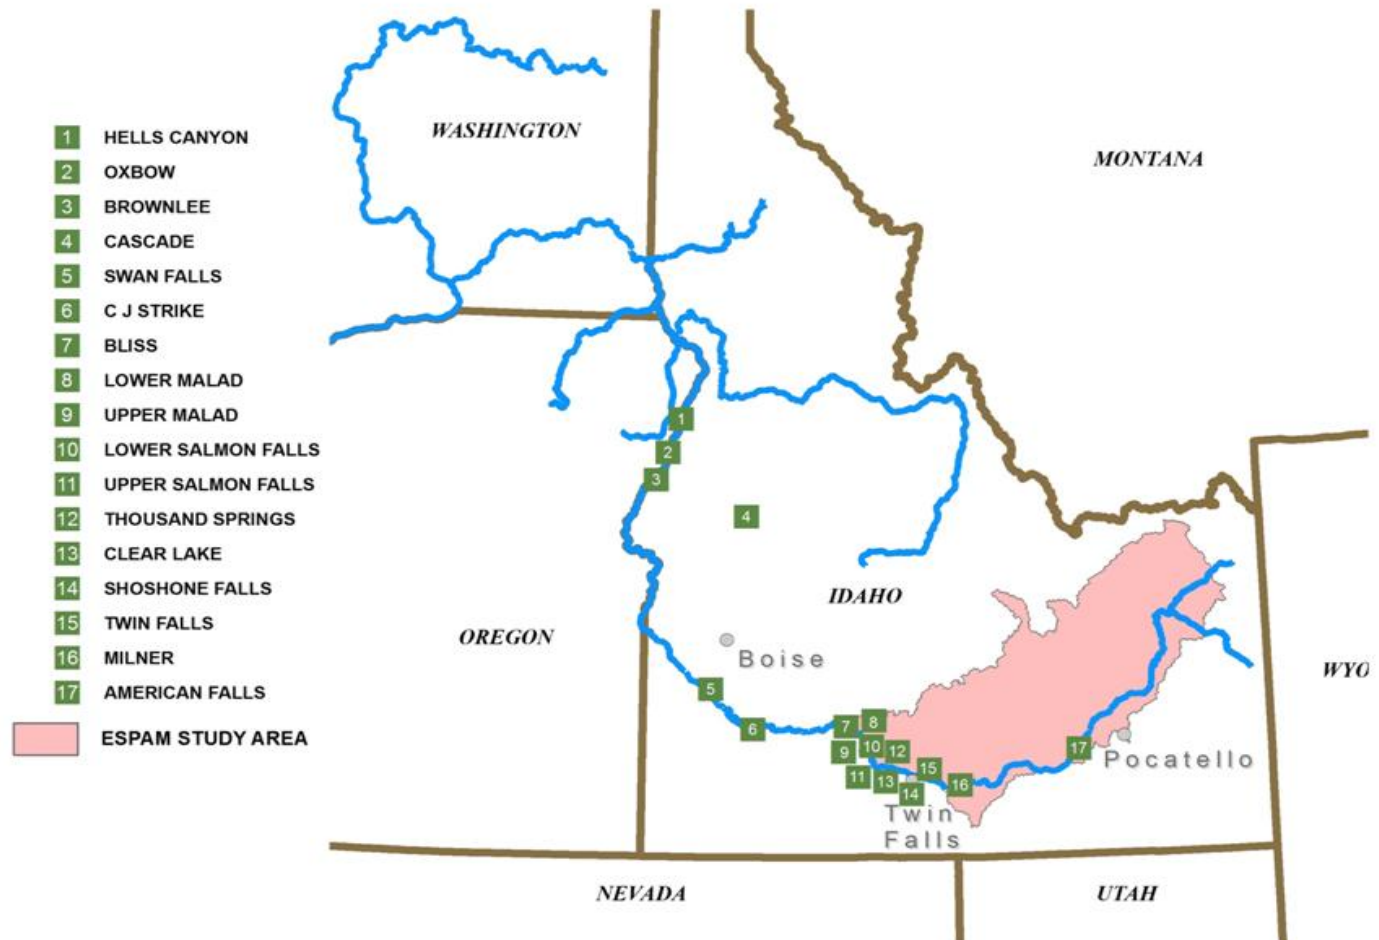 1 HELLS CANYON
2 OXBOW
3 BROWNLEE
4 CASCADE
5 SWAN FALLS
6 C J STRIKE
7 BLISS
8 LOWER MALAD
9 UPPER MALAD
10 LOWER SALMON FALLS
11 UPPER SALMON FALLS
12 THOUSAND SPRINGS
13 CLEAR LAKE
14 SHOSHONE FALLS
15 TWIN FALLS
16 MILNER
17 AMERICAN FALLS
ESPAM STUDY AREA
WASHINGTON
MONTANA
1
2
3
4
IDAHO
OREGON
Boise
WYO
5
6
7
8
9
10
12
11
13
14
15
16
17
Pocatello
Twin
Falls
NEVADA
UTAH